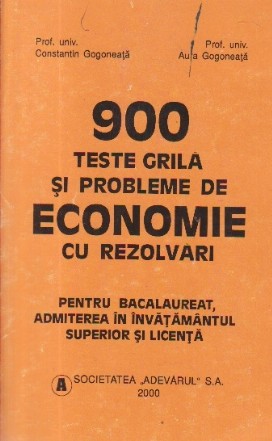 Prof. univ.
Constantin Gogoneață
Prof. univ.
Gogoneață
900
TESTE GRILĂ
ȘI PROBLEME DE
ECONOMIE
CU REZOLVARI
PENTRU BACALAUREAT,
ADMITEREA ÎN ÎNVĂȚĂMÂNTUL
SUPERIOR ȘI LICENȚĂ
A SOCIETATEA „ADEVĂRUL" S.A.
2000